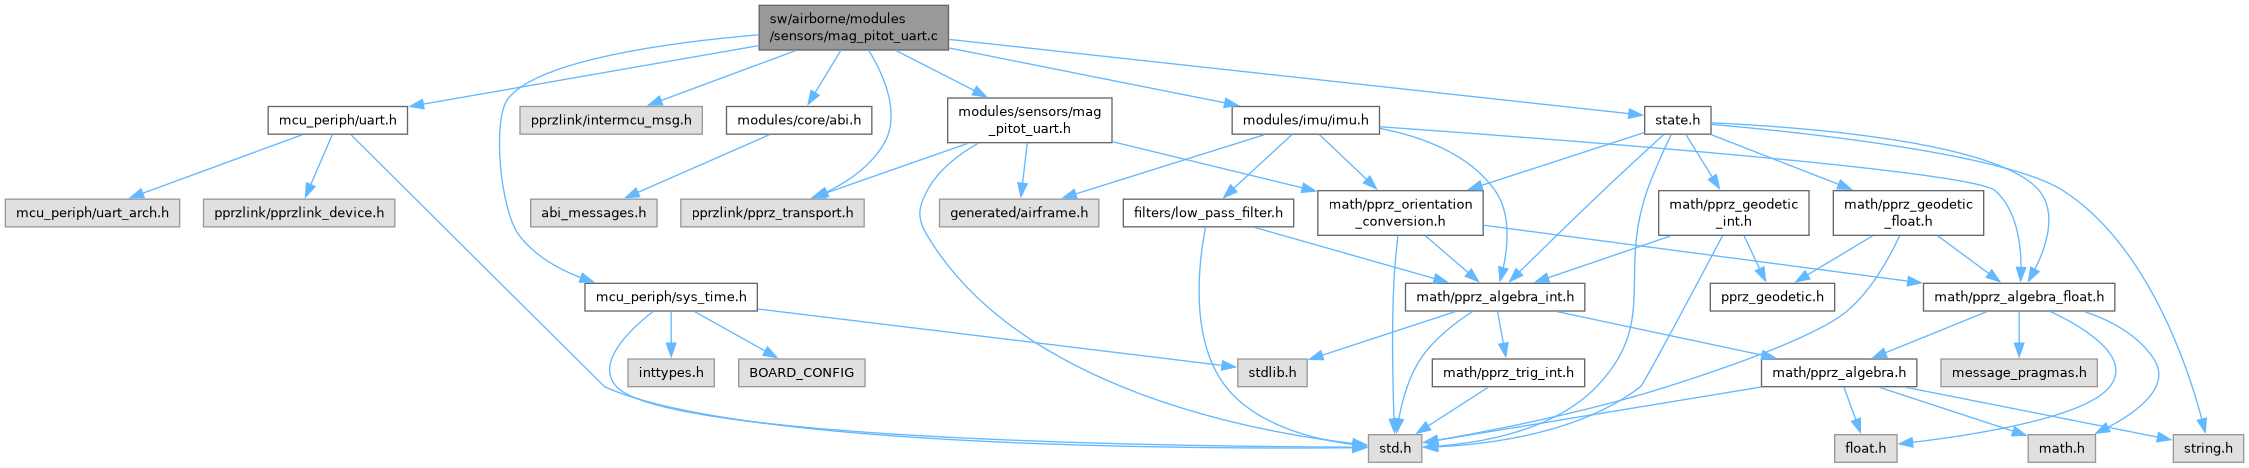 sw/airborne/modules
/sensors/mag_pitot_uart.c
mcu_periph/uart.h
pprzlink/intermcu_msg.h
modules/core/abi.h
modules/sensors/mag
_pitot_uart.h
modules/imu/imu.h
state.h
mcu_periph/uart_arch.h
pprzlink/pprzlink_device.h
abi_messages.h
pprzlink/pprz_transport.h
generated/airframe.h
filters/low_pass_filter.h
math/pprz_orientation
_conversion.h
math/pprz_geodetic
_int.h
math/pprz_geodetic
_float.h
mcu_periph/sys_time.h
math/pprz_algebra_int.h
pprz_geodetic.h
math/pprz_algebra_float.h
inttypes.h
BOARD_CONFIG
stdlib.h
math/pprz_trig_int.h
math/pprz_algebra.h
message_pragmas.h
std.h
float.h
math.h
string.h